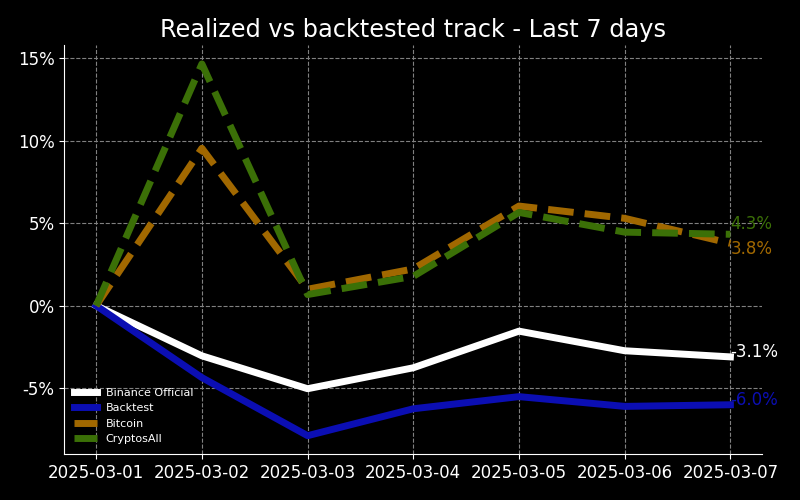 Realized vs backtested track - Last 7 days
15%
10%
5%
0%
-5%
4.3%
3.8%
-3.1%
-6.0%
Binance Official
Backtest
Bitcoin
CryptosAll
2025-03-01 2025-03-02 2025-03-03 2025-03-04 2025-03-05 2025-03-06 2025-03-07